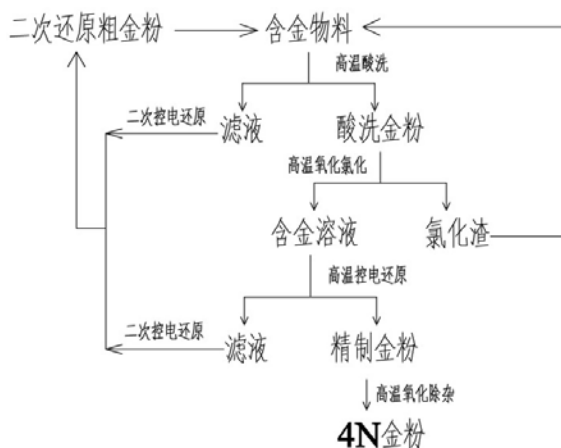 二次还原粗金粉
含金物料
高温酸洗
二次控电还原
滤液
酸洗金粉
高温氧化氯化
含金溶液
氯化渣
高温控电还原
二次控电还原
滤液
精制金粉
高温氧化除杂
4N金粉